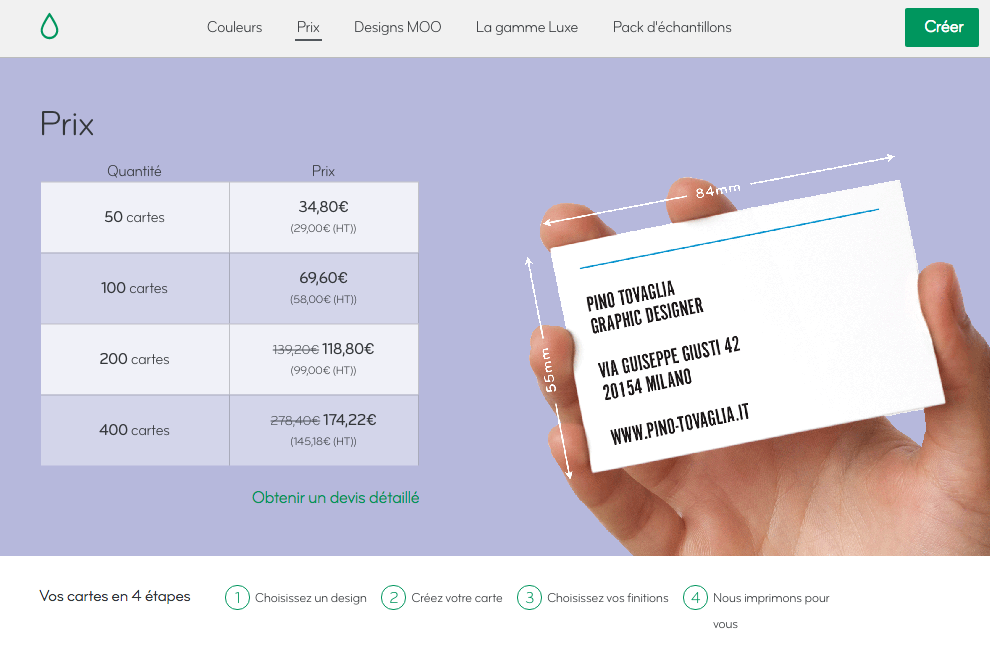 Couleurs Prix Designs MOO La gamme Luxe Pack d'échantillons Créer
Prix
Quantité Prix
50 cartes 34,80€
(29,00€ (HT))
100 cartes 69,60€
(58,00€ (HT))
200 cartes 139,20€ 118,80€
(99,00€ (HT))
400 cartes 278,40€ 174,22€
(145,18€ (HT))
Obtenir un devis détaillé
84mm
55mm
PINO TOVAGLIA
GRAPHIC DESIGNER
VIA GUISEPPE GIUSTI 42
20154 MILANO
WWW.PINO-TOVAGLIA.IT
Vos cartes en 4 étapes 1 Choisissez un design 2 Créez votre carte 3 Choisissez vos finitions 4 Nous imprimons pour
vous